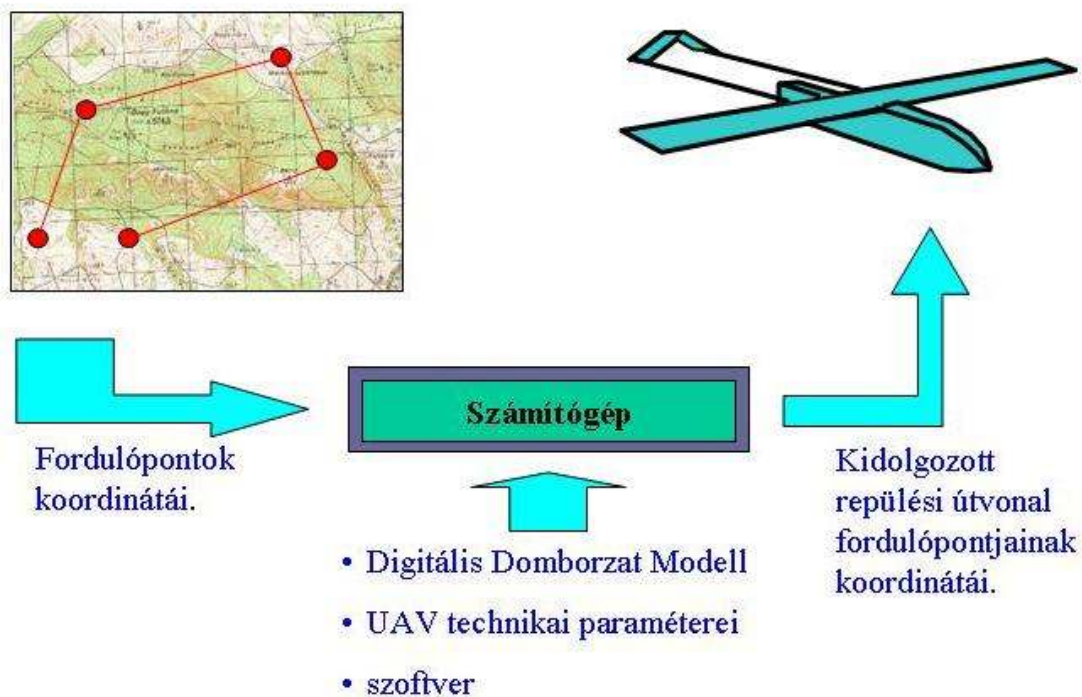 Számítógép
Fordulópontok
koordinátái.
Kidolgozott
repülési útvonal
fordulópontjainak
koordinátái.
• Digitális Domborzat Modell
• UAV technikai paraméterei
• szoftver